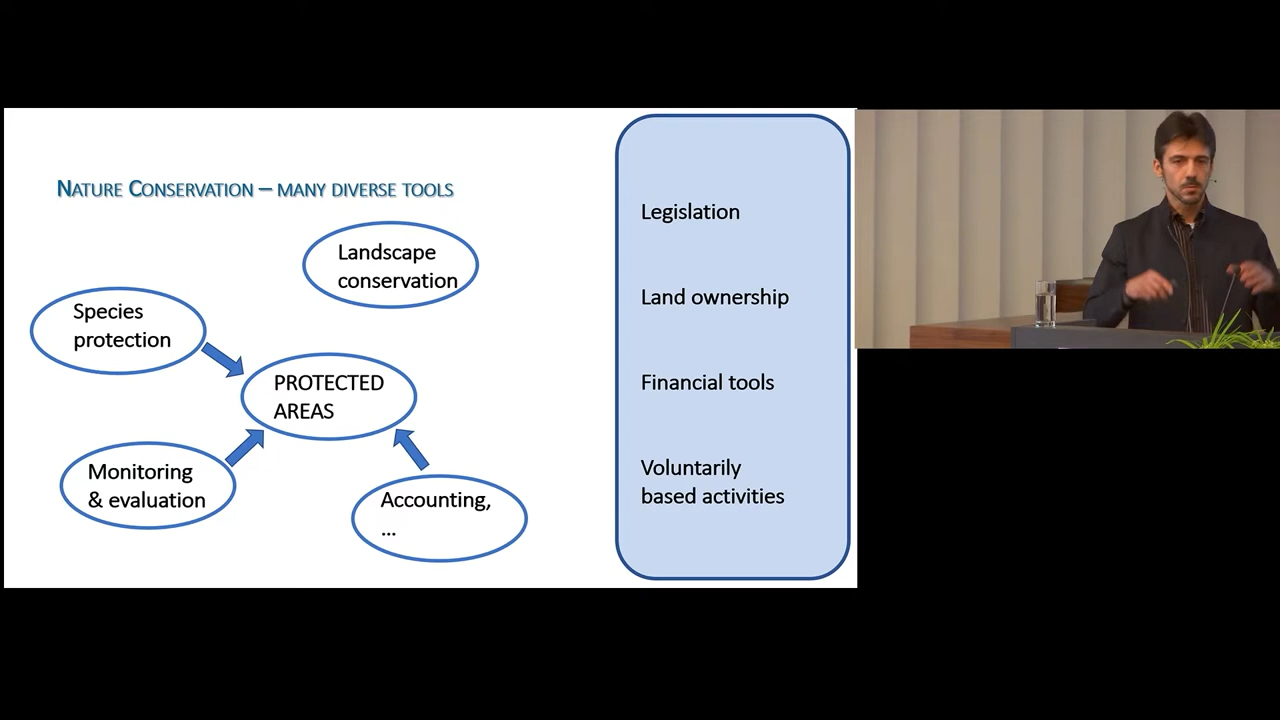 NATURE CONSERVATION – MANY DIVERSE TOOLS
Landscape
conservation
Species
protection
PROTECTED
AREAS
Monitoring
& evaluation
Accounting,
...
Legislation
Land ownership
Financial tools
Voluntarily
based activities